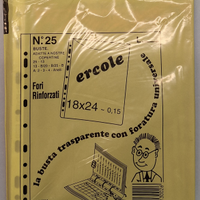 N° 25
BUSTE
ercole
Fori
Rinforzati
18x24 - 0,15
la busta trasparente con foratura universale